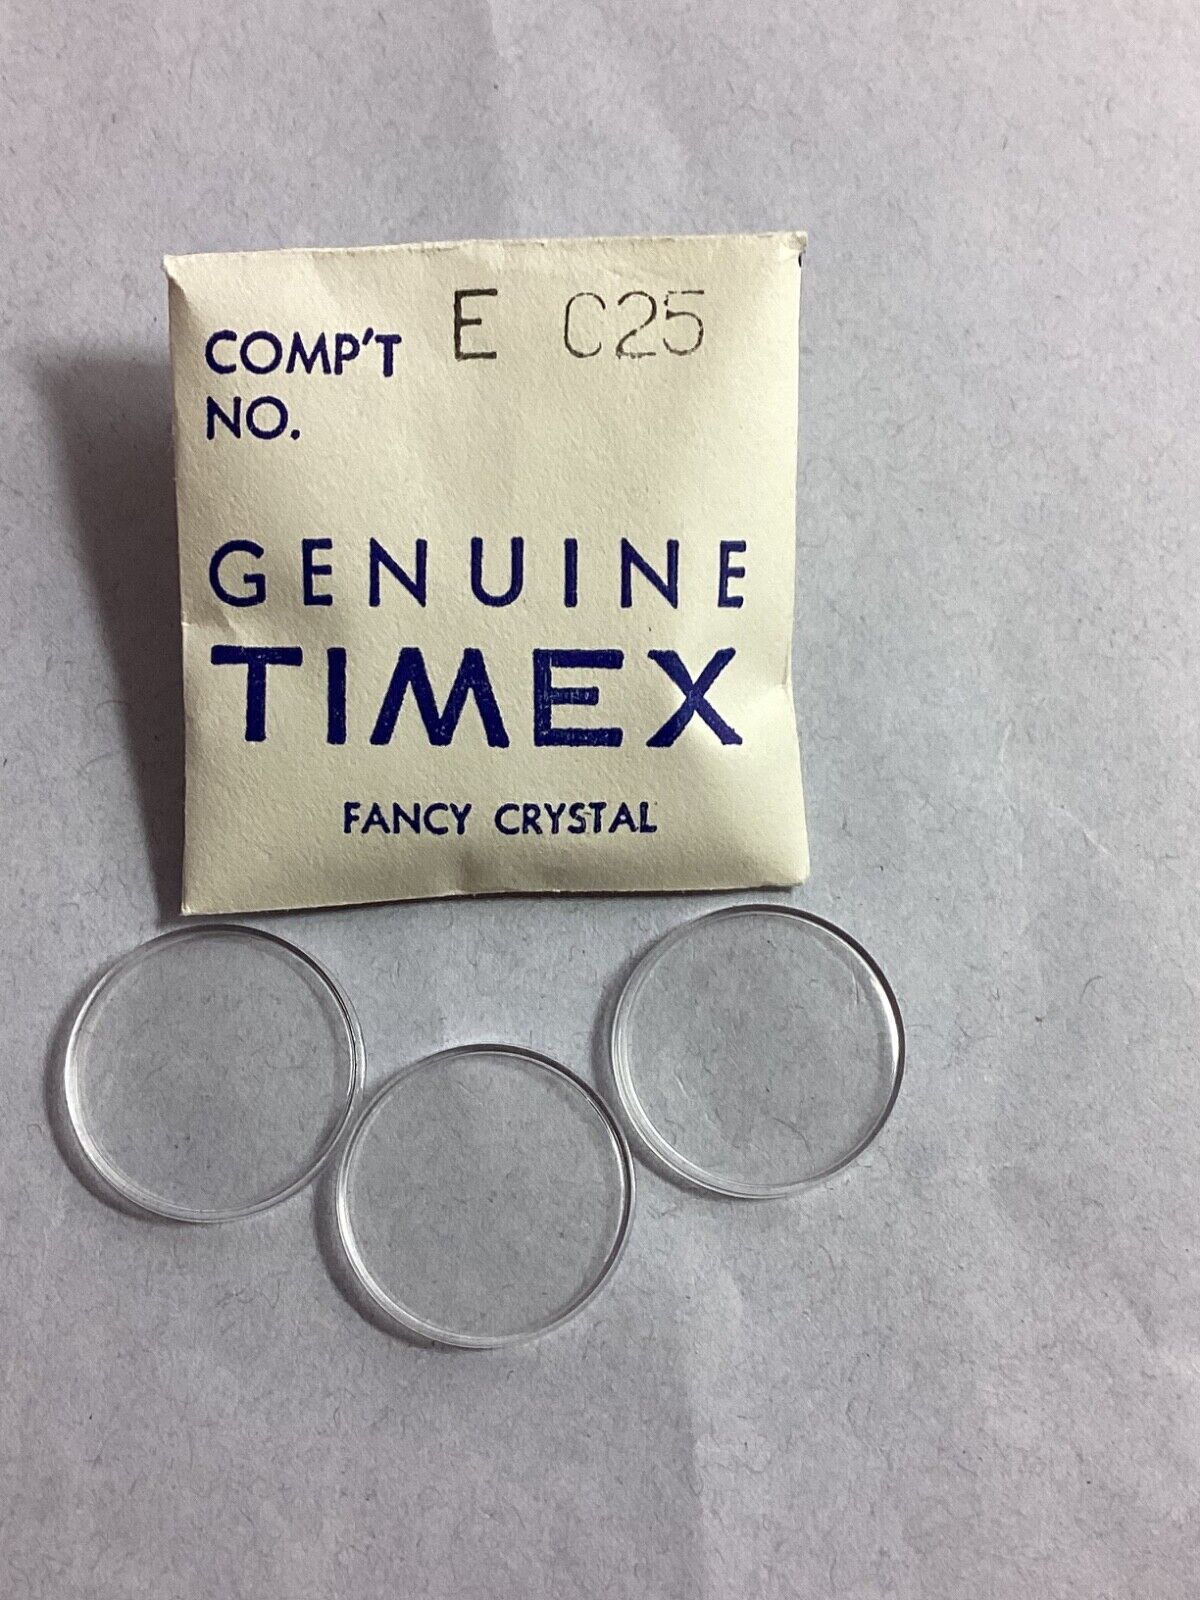 COMP'T E C25
NO.
GENUINE
TIMEX
FANCY CRYSTAL